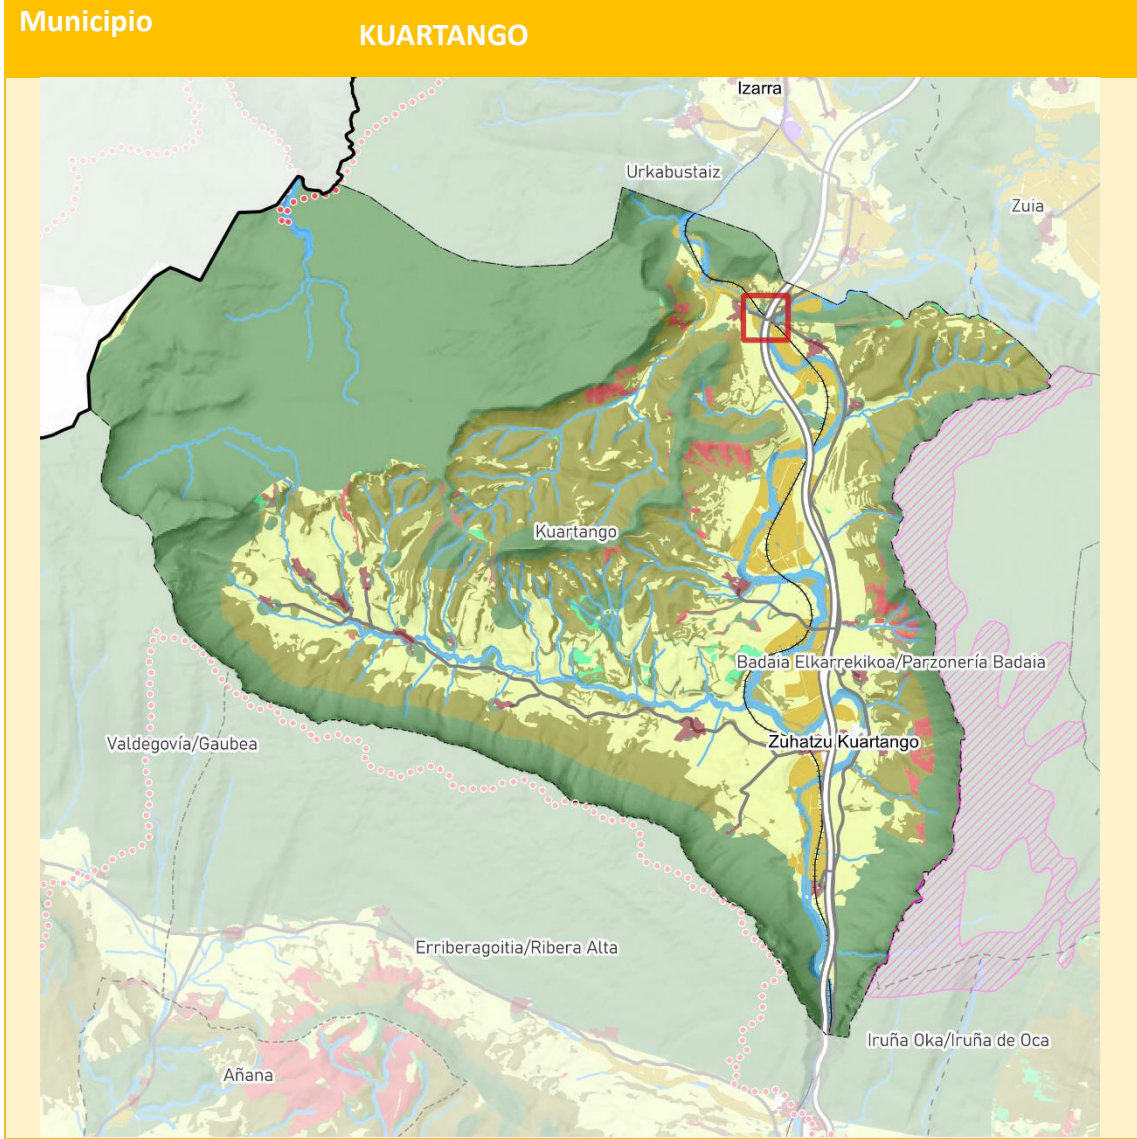 Municipio
KUARTANGO
Izarra
Urkabustaiz
Zuia
Kuartango
Badaia Elkarrekikoa/Parzonería Badaia
Valdegovía/Gaubea
Zuhatzu Kuartango
Erriberagoitia/Ribera Alta
Iruña Oka/Iruña de Oca
Añana